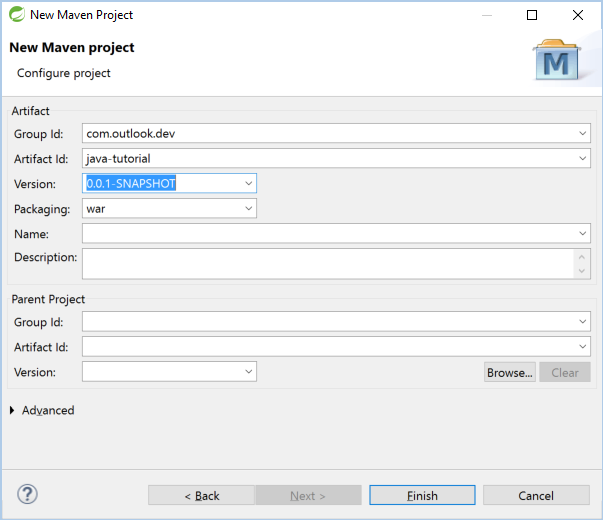 New Maven Project
New Maven project
Configure project
M
Artifact
Group Id: com.outlook.dev
Artifact Id: java-tutorial
Version: 0.0.1-SNAPSHOT
Packaging: war
Name:
Description:
Parent Project
Group Id:
Artifact Id:
Version: Browse... Clear
Advanced
? < Back Next > Finish Cancel